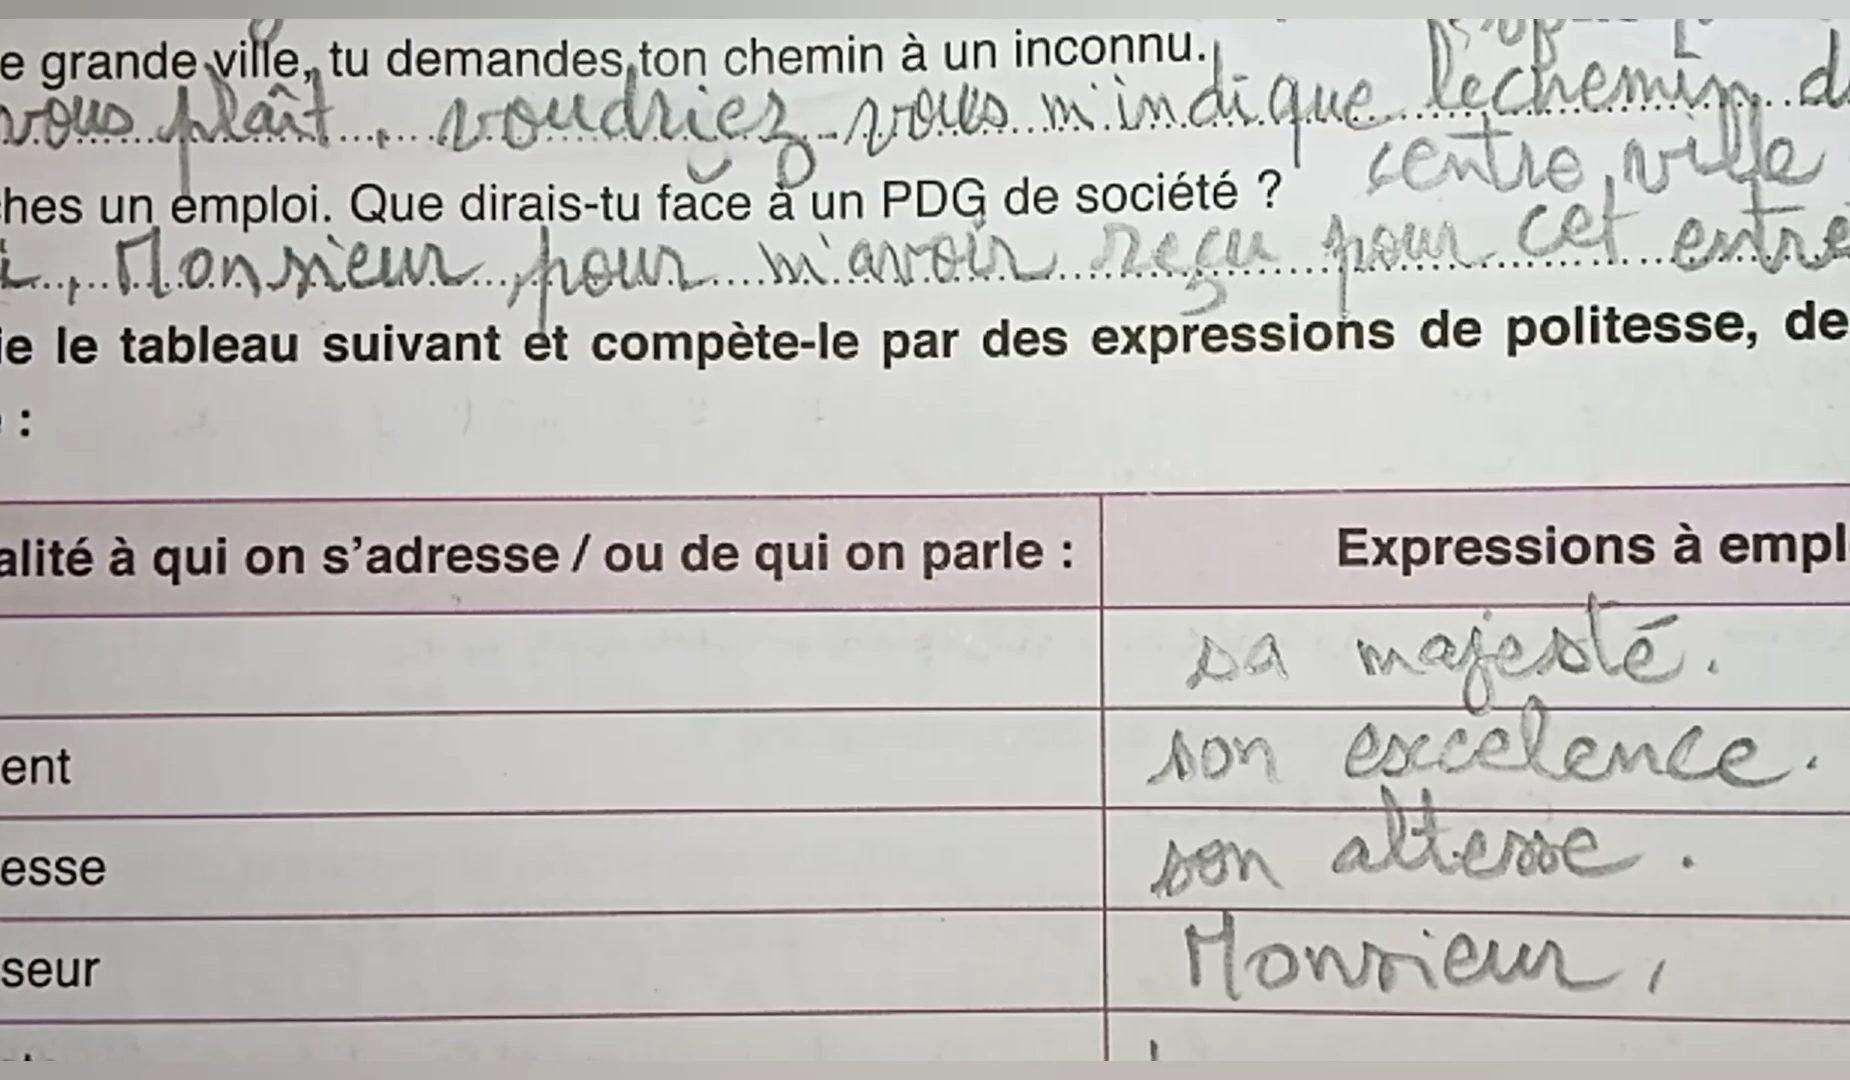 e grande ville, tu demandes ton chemin à un inconnu.
vous plaît, voudriez-vous m'indique le chemin d
centre ville
ches un emploi. Que dirais-tu face à un PDG de société ?
i, Monsieur, pour m'avoir reçu pour cet entre
ie le tableau suivant et compète-le par des expressions de politesse, de
:
alité à qui on s'adresse / ou de qui on parle :
Expressions à empl
sa majesté.
ent
son excelence.
esse
son altesse.
seur
Monsieur,